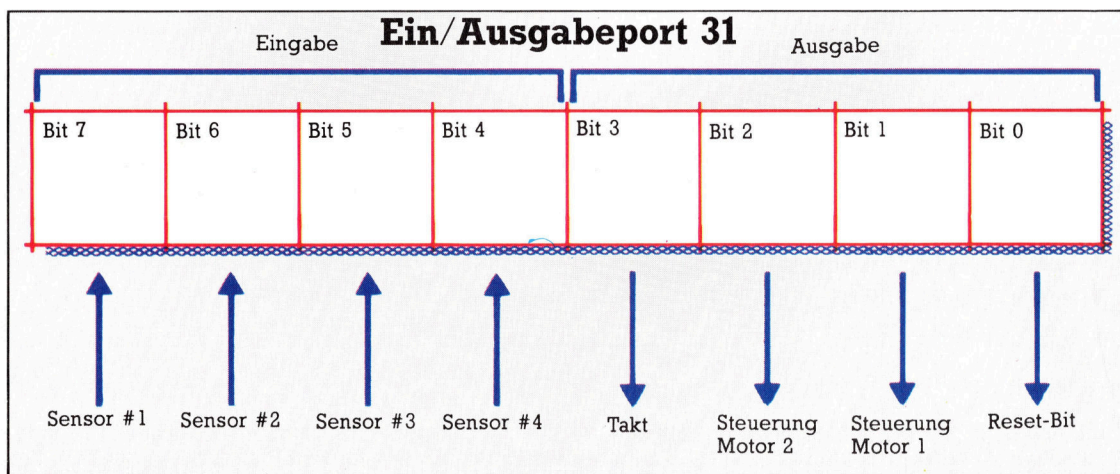 Ein/Ausgabeport 31
Eingabe
Ausgabe
Bit 7
Bit 6
Bit 5
Bit 4
Bit 3
Bit 2
Bit 1
Bit 0
Sensor #1
Sensor #2
Sensor #3
Sensor #4
Takt
Steuerung
Motor 2
Steuerung
Motor 1
Reset-Bit